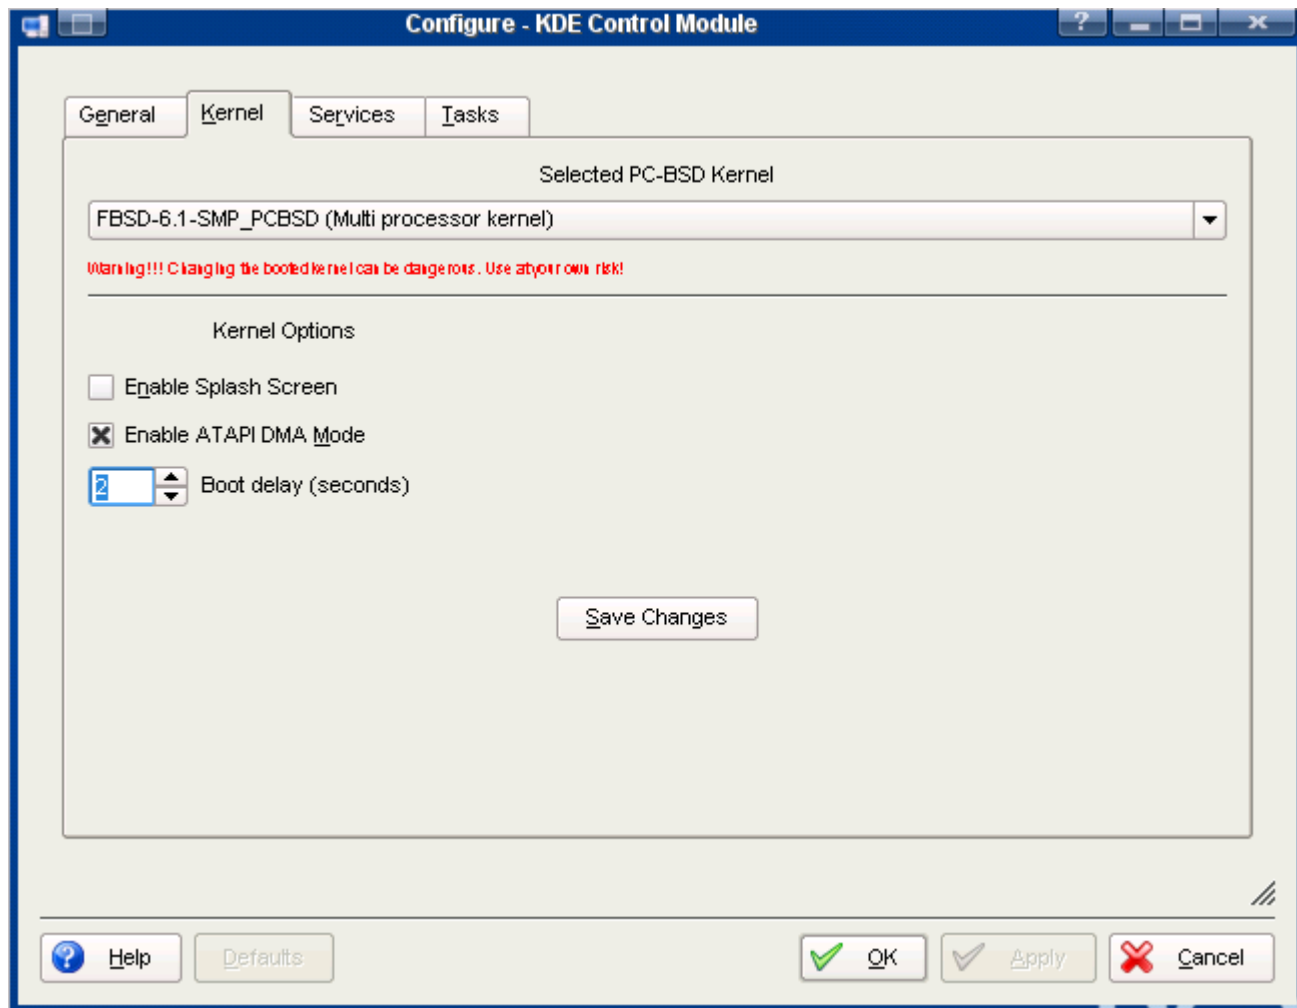 Configure - KDE Control Module ?
General Kernel Services Tasks
Selected PC-BSD Kernel
FBSD-6.1-SMP_PCBSD (Multi processor kernel)
Warning!!! Changing the booted kernel can be dangerous. Use at your own risk!
Kernel Options
Enable Splash Screen
Enable ATAPI DMA Mode
2 Boot delay (seconds)
Save Changes
? Help Defaults OK Apply Cancel